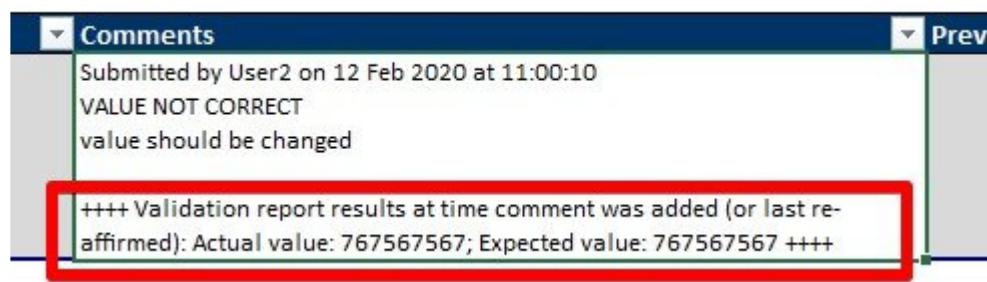 Comments
Prev
Submitted by User2 on 12 Feb 2020 at 11:00:10
VALUE NOT CORRECT
value should be changed
++++ Validation report results at time comment was added (or last re-
affirmed): Actual value: 767567567; Expected value: 767567567 ++++